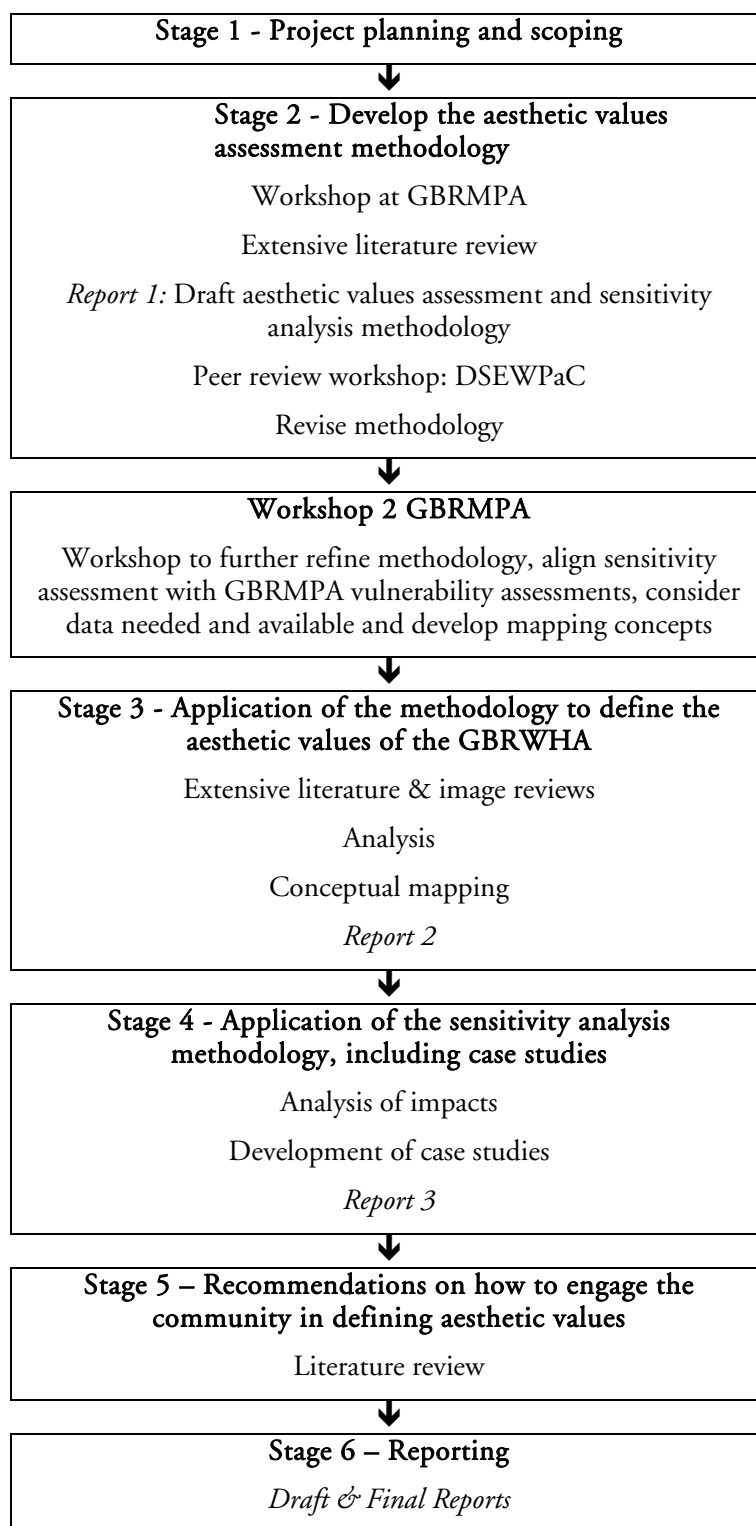 Stage 1 - Project planning and scoping
Stage 2 - Develop the aesthetic values
assessment methodology
Workshop at GBRMPA
Extensive literature review
Report 1: Draft aesthetic values assessment and sensitivity
analysis methodology
Peer review workshop: DSEWPaC
Revise methodology
Workshop 2 GBRMPA
Workshop to further refine methodology, align sensitivity
assessment with GBRMPA vulnerability assessments, consider
data needed and available and develop mapping concepts
Stage 3 - Application of the methodology to define the
aesthetic values of the GBRWHA
Extensive literature & image reviews
Analysis
Conceptual mapping
Report 2
Stage 4 - Application of the sensitivity analysis
methodology, including case studies
Analysis of impacts
Development of case studies
Report 3
Stage 5 – Recommendations on how to engage the
community in defining aesthetic values
Literature review
Stage 6 – Reporting
Draft & Final Reports